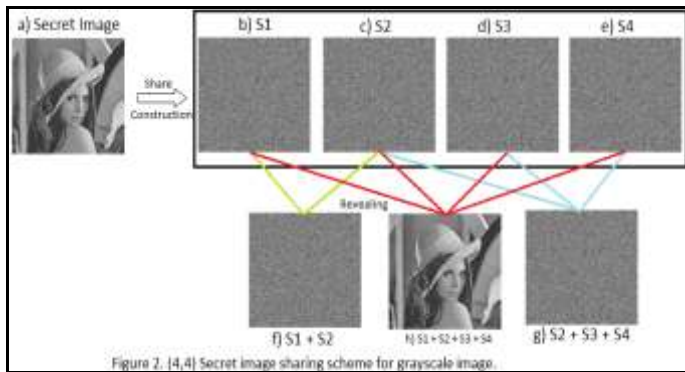 a) Secret Image
b) S1
c) S2
d) S3
e) S4
Share
Construction
Revealing
f) S1 + S2
h) S1 + S2 + S3 + S4
g) S2 + S3 + S4
Figure 2. (4,4) Secret image sharing scheme for grayscale image.